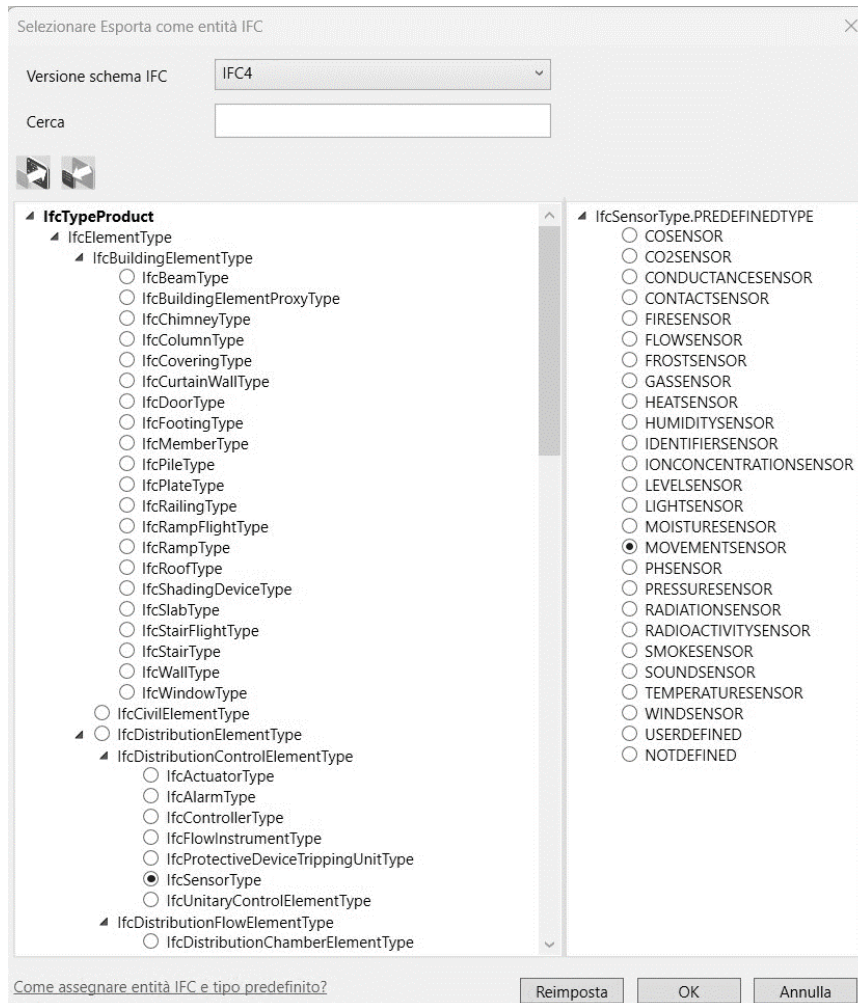 Selezionare Esporta come entità IFC
Versione schema IFC
IFC4
Cerca
IfcTypeProduct
IfcElementType
IfcBuildingElementType
IfcBeamType
IfcBuildingElementProxyType
IfcChimneyType
IfcColumnType
IfcCoveringType
IfcCurtainWallType
IfcDoorType
IfcFootingType
IfcMemberType
IfcPileType
IfcPlateType
IfcRailingType
IfcRampFlightType
IfcRampType
IfcRoofType
IfcShadingDeviceType
IfcSlabType
IfcStairFlightType
IfcStairType
IfcWallType
IfcWindowType
IfcCivilElementType
IfcDistributionElementType
IfcDistributionControlElementType
IfcActuatorType
IfcAlarmType
IfcControllerType
IfcFlowInstrumentType
IfcProtectiveDeviceTrippingUnitType
IfcSensorType
IfcUnitaryControlElementType
IfcDistributionFlowElementType
IfcDistributionChamberElementType
IfcSensorType.PREDEFINEDTYPE
COSENSOR
CO2SENSOR
CONDUCTANCESENSOR
CONTACTSENSOR
FIRESENSOR
FLOWSENSOR
FROSTSENSOR
GASSENSOR
HEATSENSOR
HUMIDITYSENSOR
IDENTIFIERSENSOR
IONCONCENTRATIONSENSOR
LEVELSENSOR
LIGHTSENSOR
MOISTURESENSOR
MOVEMENTSENSOR
PHSENSOR
PRESSURESENSOR
RADIATIONSENSOR
RADIOACTIVITYSENSOR
SMOKESENSOR
SOUNDSENSOR
TEMPERATURESENSOR
WINDSENSOR
USERDEFINED
NOTDEFINED
Come assegnare entità IFC e tipo predefinito?
Reimposta
OK
Annulla